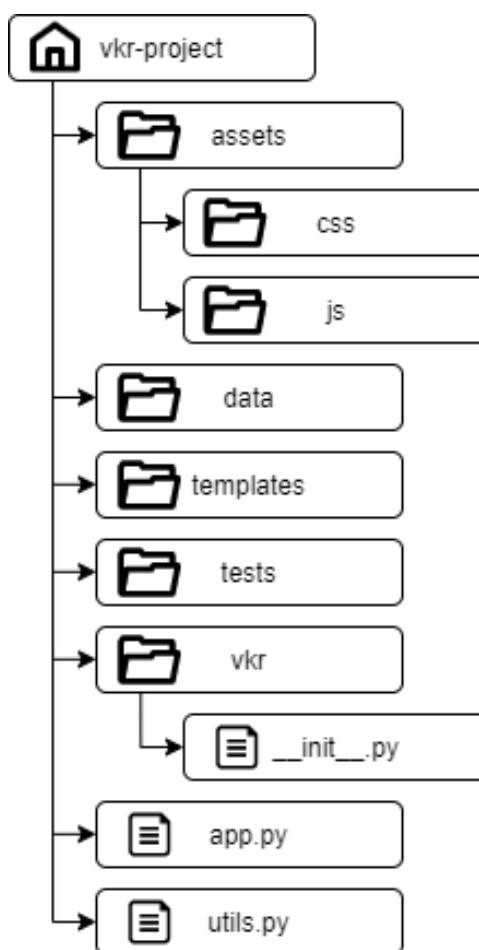 vkr-project
assets
css
js
data
templates
tests
vkr
__init__.py
app.py
utils.py